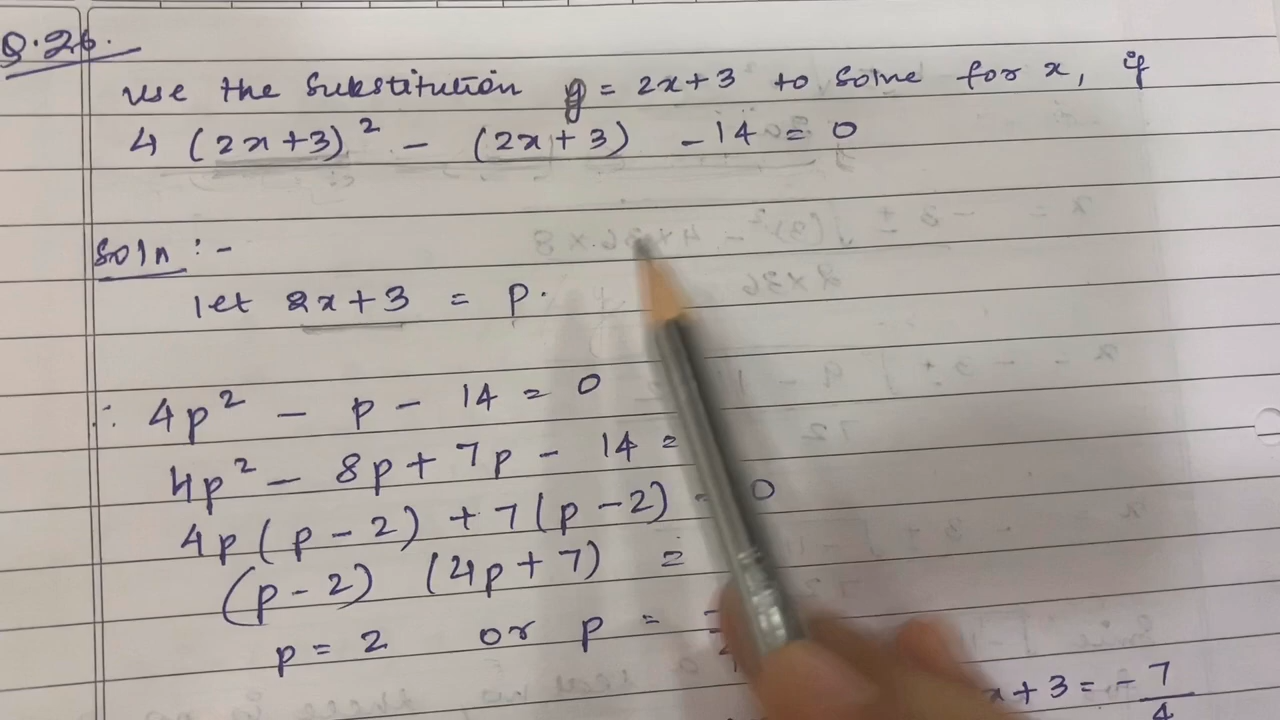 Q.26.
Use the Substitution y = 2x+3 to Solve for x, if
4 (2x+3)² - (2x+3) - 14 = 0
Soln :-
let 2x+3 = p.
∴ 4p² - p - 14 = 0
4p² - 8p + 7p - 14 =
4p(p-2) + 7(p-2) = 0
(p-2) (4p+7) =
p = 2 or p =
x+3 = -7/4